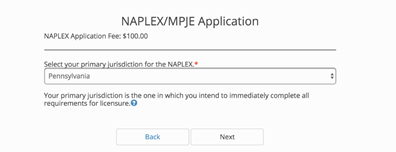 NAPLEX/MPJE Application
NAPLEX Application Fee: $100.00
Select your primary jurisdiction for the NAPLEX.*
Pennsylvania
Your primary jurisdiction is the one in which you intend to immediately complete all
requirements for licensure.?
Back Next